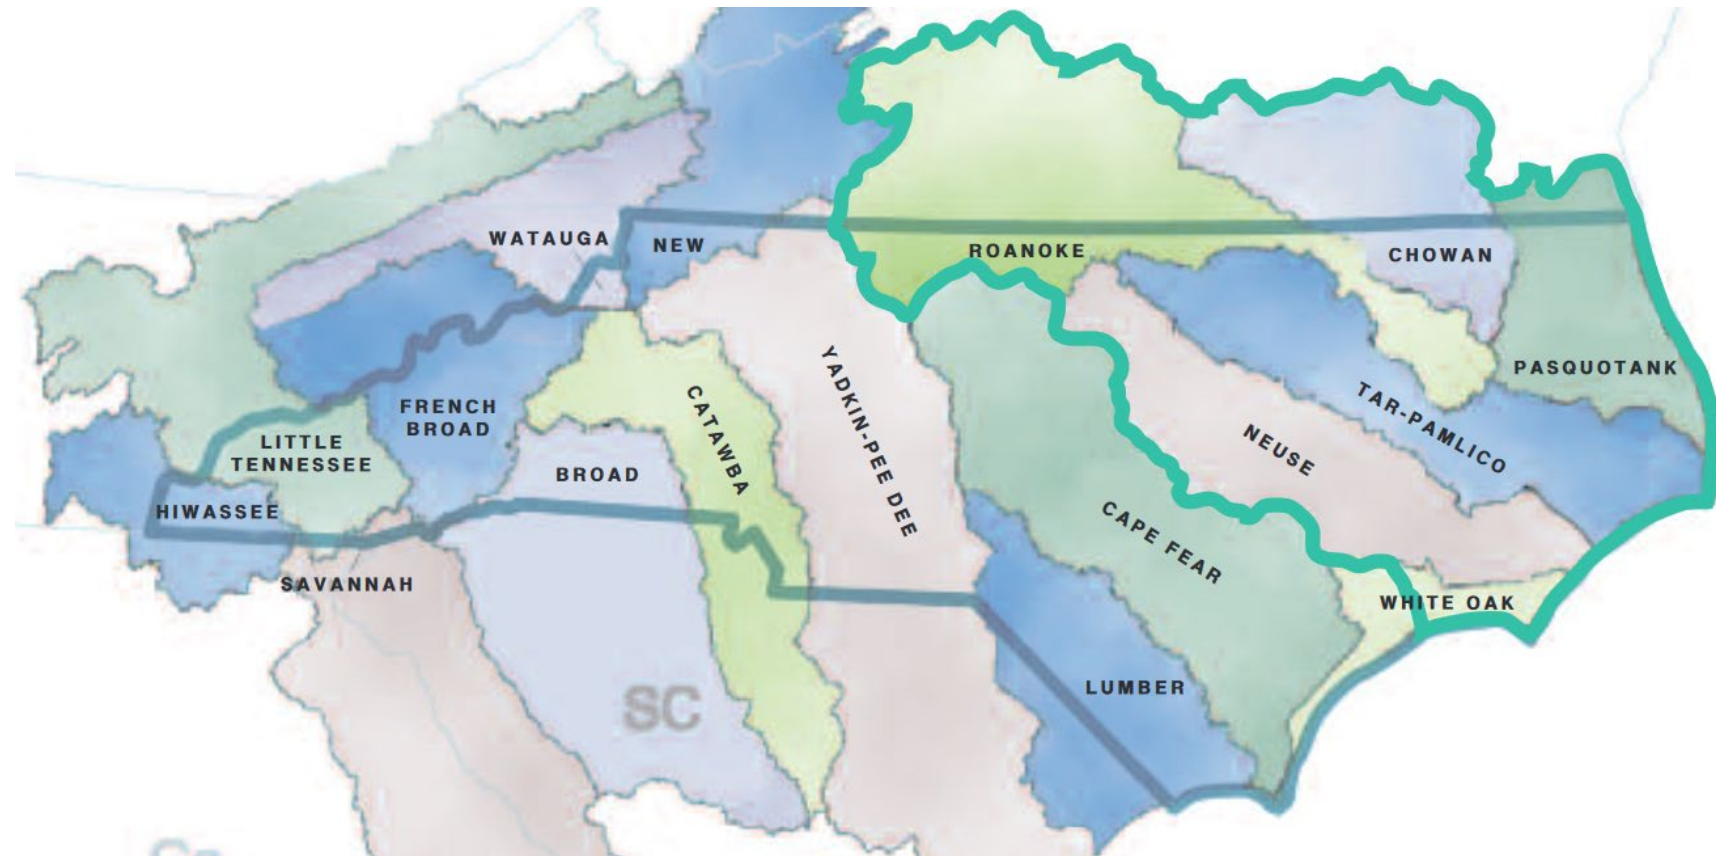 WATAUGA
NEW
ROANOKE
CHOWAN
PASQUOTANK
TAR-PAMLICO
NEUSE
YADKIN-PEE DEE
CATAWBA
FRENCH
BROAD
LITTLE
TENNESSEE
BROAD
HIWASSEE
SAVANNAH
CAPE FEAR
WHITE OAK
LUMBER
SC